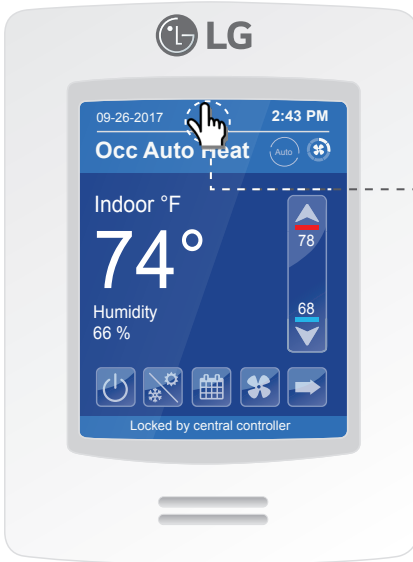 LG
09-26-2017 2:43 PM
Occ Auto Heat Auto
Indoor °F
74°
78
Humidity
66 %
68
Locked by central controller